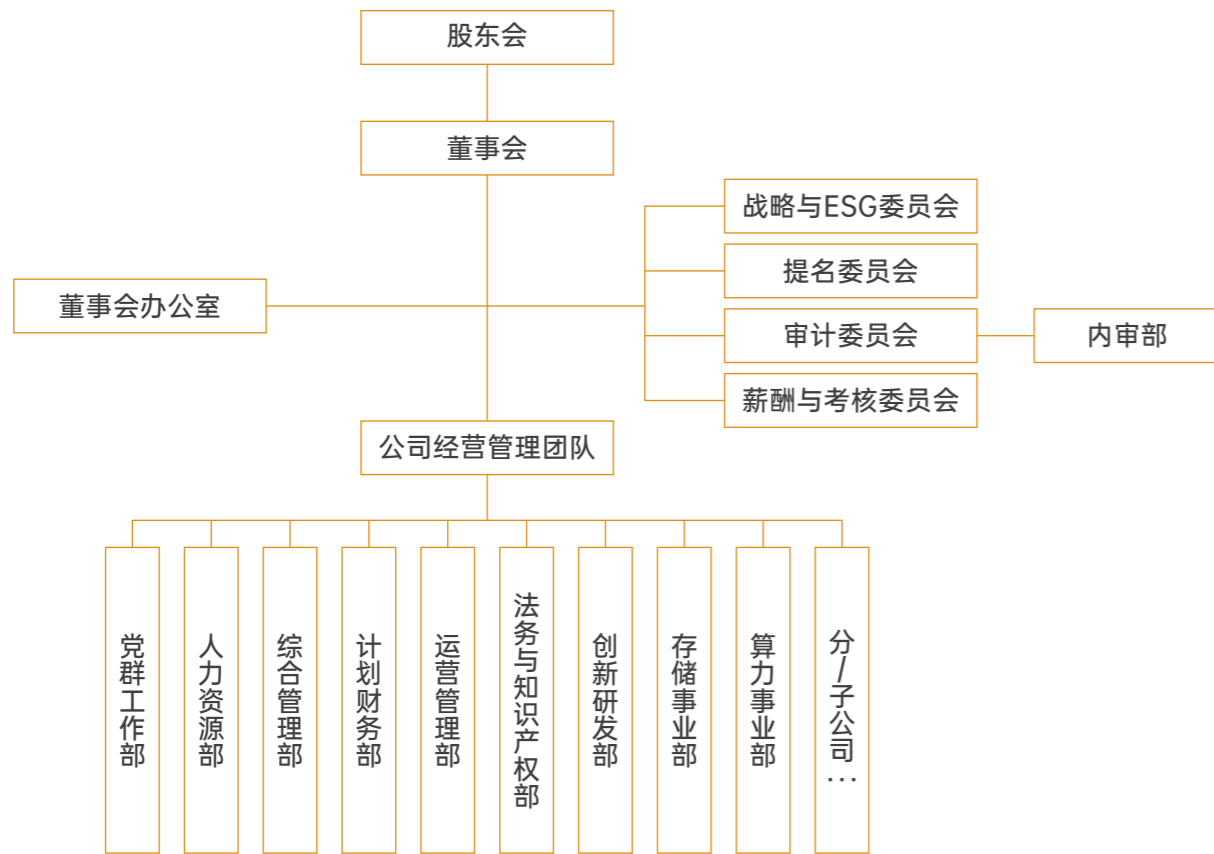 股东会
董事会
战略与ESG委员会
提名委员会
董事会办公室
审计委员会
内审部
薪酬与考核委员会
公司经营管理团队
党群工作部
人力资源部
综合管理部
计划财务部
运营管理部
法务与知识产权部
创新研发部
存储事业部
算力事业部
分/子公司…